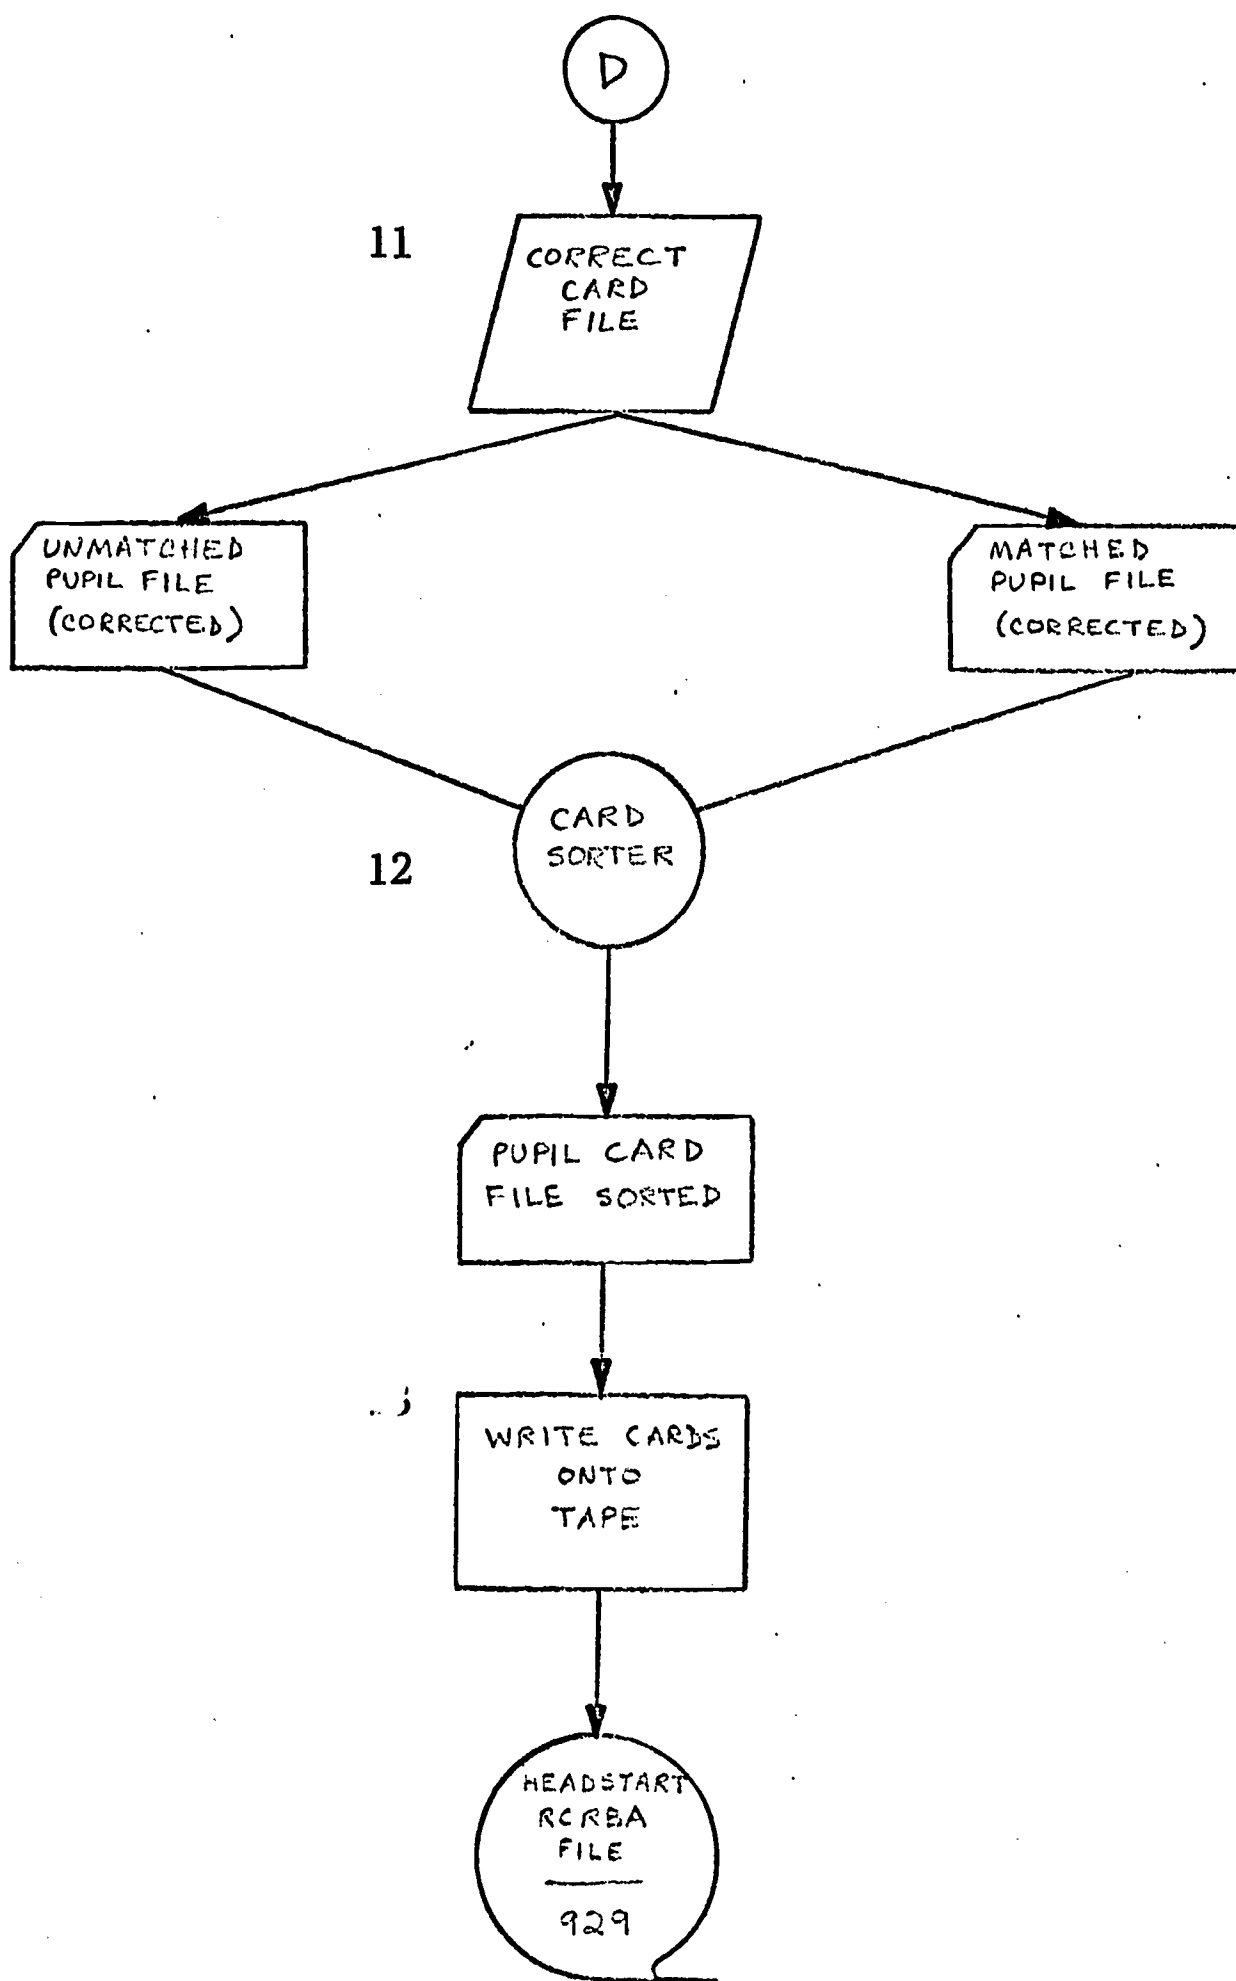 D
11
CORRECT
CARD
FILE
UNMATCHED
PUPIL FILE
(CORRECTED)
MATCHED
PUPIL FILE
(CORRECTED)
CARD
SORTER
12
PUPIL CARD
FILE SORTED
WRITE CARDS
ONTO
TAPE
HEADSTART
RCRBA
FILE
929